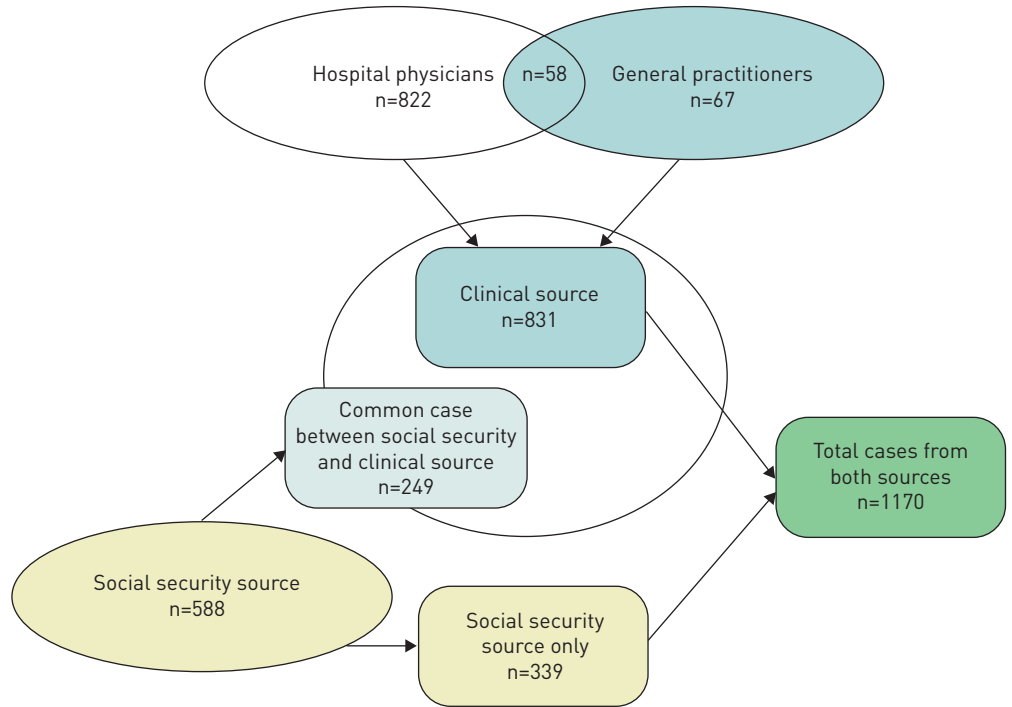 Hospital physicians
n=822
n=58
General practitioners
n=67
Clinical source
n=831
Common case
between social security
and clinical source
n=249
Total cases from
both sources
n=1170
Social security source
n=588
Social security
source only
n=339